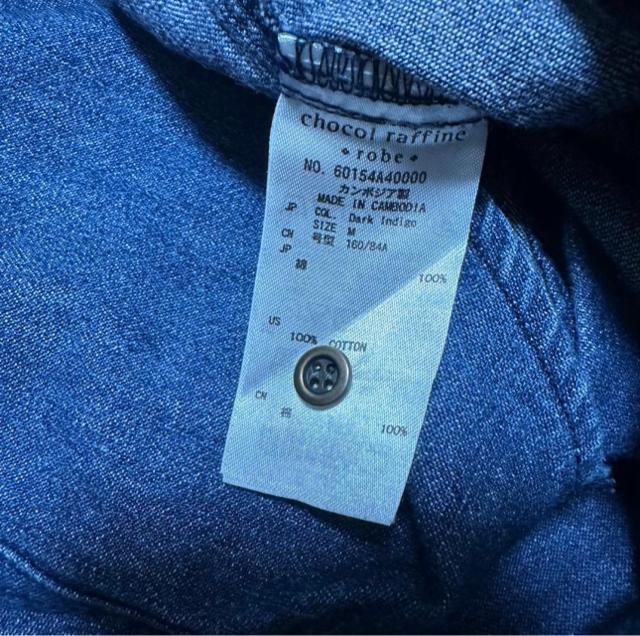 chocol raffine
robe
NO. 60154A40000
カンボジア製
MADE IN CAMBODIA
COL. Dark Indigo
JP SIZE M
CN 号型 160/84A
JP
綿 100%
US
100% COTTON
CN
棉 100%